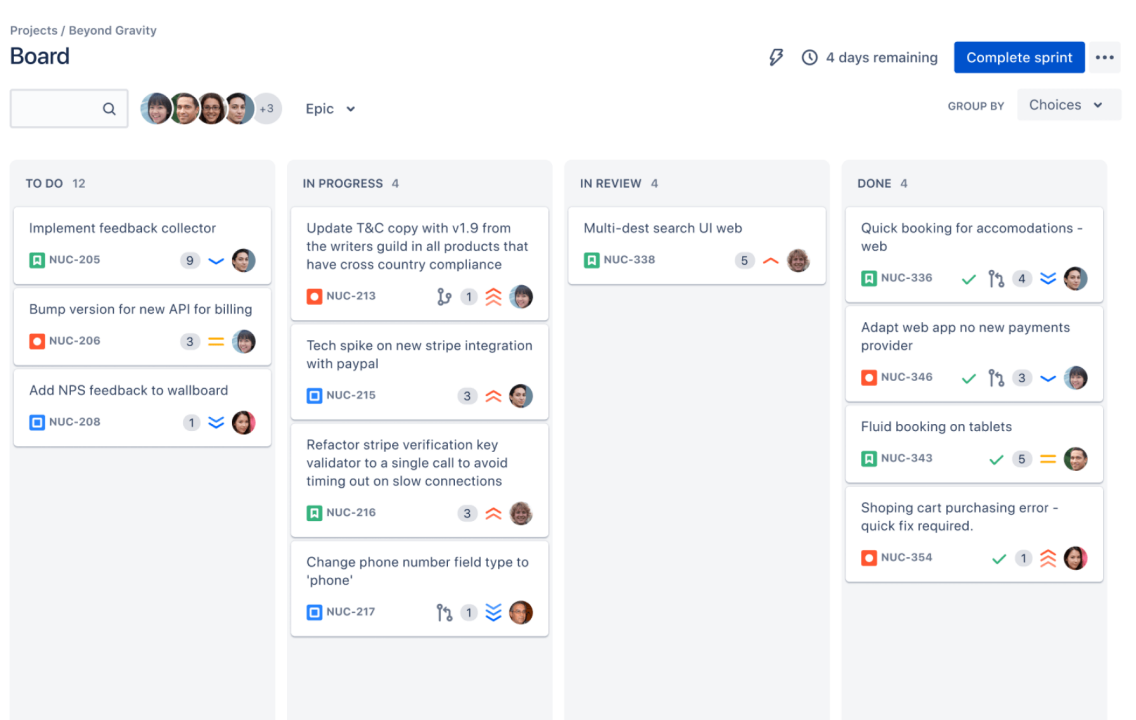 Projects / Beyond Gravity
Board
4 days remaining
Complete sprint
+3
Epic
GROUP BY
Choices
TO DO 12
Implement feedback collector
NUC-205
9
Bump version for new API for billing
NUC-206
3
Add NPS feedback to wallboard
NUC-208
1
IN PROGRESS 4
Update T&C copy with v1.9 from
the writers guild in all products that
have cross country compliance
NUC-213
1
Tech spike on new stripe integration
with paypal
NUC-215
3
Refactor stripe verification key
validator to a single call to avoid
timing out on slow connections
NUC-216
3
Change phone number field type to
'phone'
NUC-217
1
IN REVIEW 4
Multi-dest search UI web
NUC-338
5
DONE 4
Quick booking for accomodations -
web
NUC-336
4
Adapt web app no new payments
provider
NUC-346
3
Fluid booking on tablets
NUC-343
5
Shoping cart purchasing error -
quick fix required.
NUC-354
1